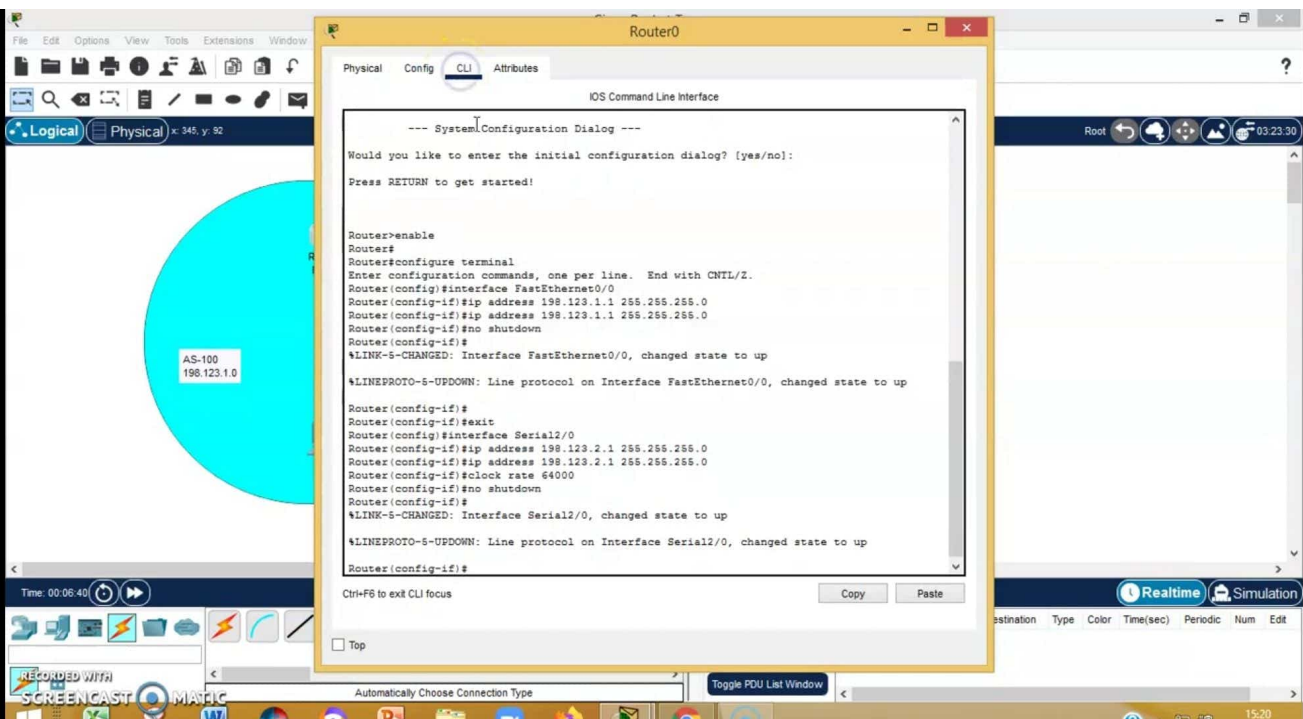 Router0
File Edit Options View Tools Extensions Window
Physical Config CLI Attributes
IOS Command Line Interface
Logical Physical x: 345, y: 92
Root 03:23:30
--- System Configuration Dialog ---
Would you like to enter the initial configuration dialog? [yes/no]:
Press RETURN to get started!
Router>enable
Router#
Router#configure terminal
Enter configuration commands, one per line. End with CNTL/Z.
Router(config)#interface FastEthernet0/0
Router(config-if)#ip address 198.123.1.1 255.255.255.0
Router(config-if)#ip address 198.123.1.1 255.255.255.0
Router(config-if)#no shutdown
Router(config-if)#
%LINK-5-CHANGED: Interface FastEthernet0/0, changed state to up
%LINEPROTO-5-UPDOWN: Line protocol on Interface FastEthernet0/0, changed state to up
Router(config-if)#
Router(config-if)#exit
Router(config)#interface Serial2/0
Router(config-if)#ip address 198.123.2.1 255.255.255.0
Router(config-if)#ip address 198.123.2.1 255.255.255.0
Router(config-if)#clock rate 64000
Router(config-if)#no shutdown
Router(config-if)#
%LINK-5-CHANGED: Interface Serial2/0, changed state to up
%LINEPROTO-5-UPDOWN: Line protocol on Interface Serial2/0, changed state to up
Router(config-if)#
AS-100
198.123.1.0
Ctrl+F6 to exit CLI focus
Copy Paste
Top
Time: 00:06:40
Realtime Simulation
Type Color Time(sec) Periodic Num Edit
Automatically Choose Connection Type
Toggle PDU List Window
RECORDED WITH
SCREENCAST MATIC
15:20